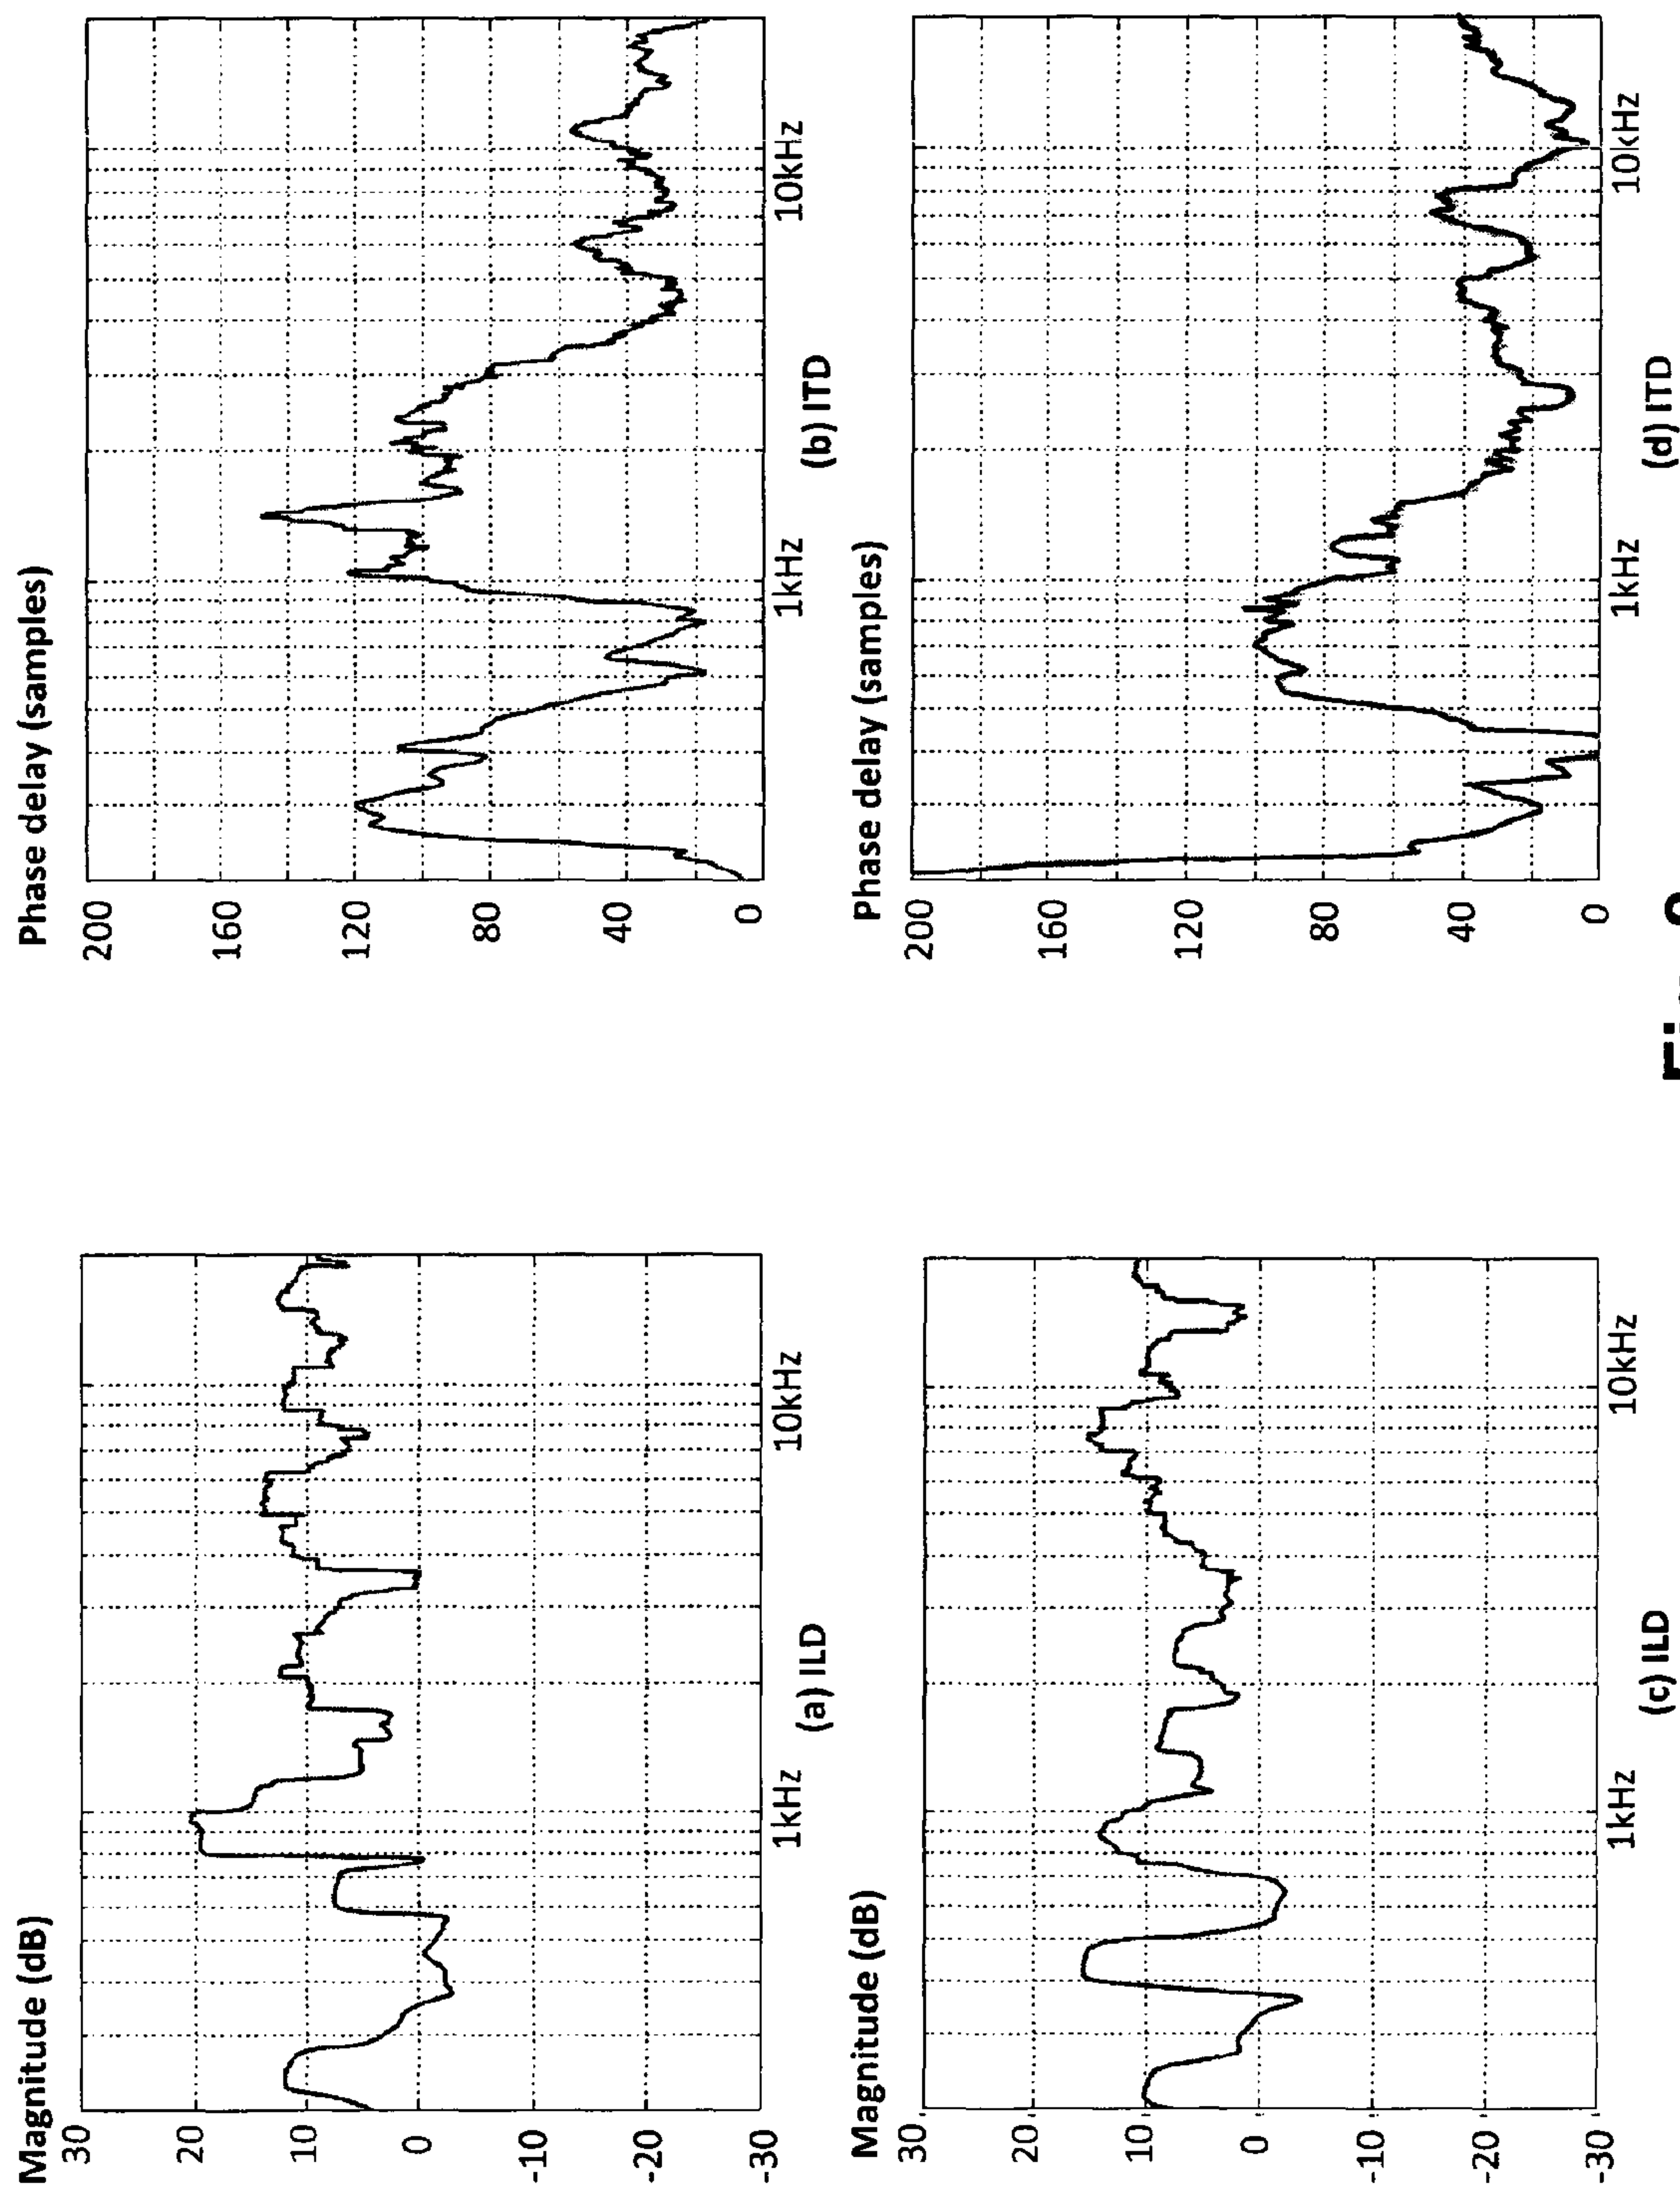 Magnitude (dB)
30
20
10
0
-10
-20
-30
1kHz
10kHz
(a) ILD
Phase delay (samples)
200
160
120
80
40
0
1kHz
10kHz
(b) ITD
Magnitude (dB)
30
20
10
0
-10
-20
-30
1kHz
10kHz
(c) ILD
Phase delay (samples)
200
160
120
80
40
0
1kHz
10kHz
(d) ITD